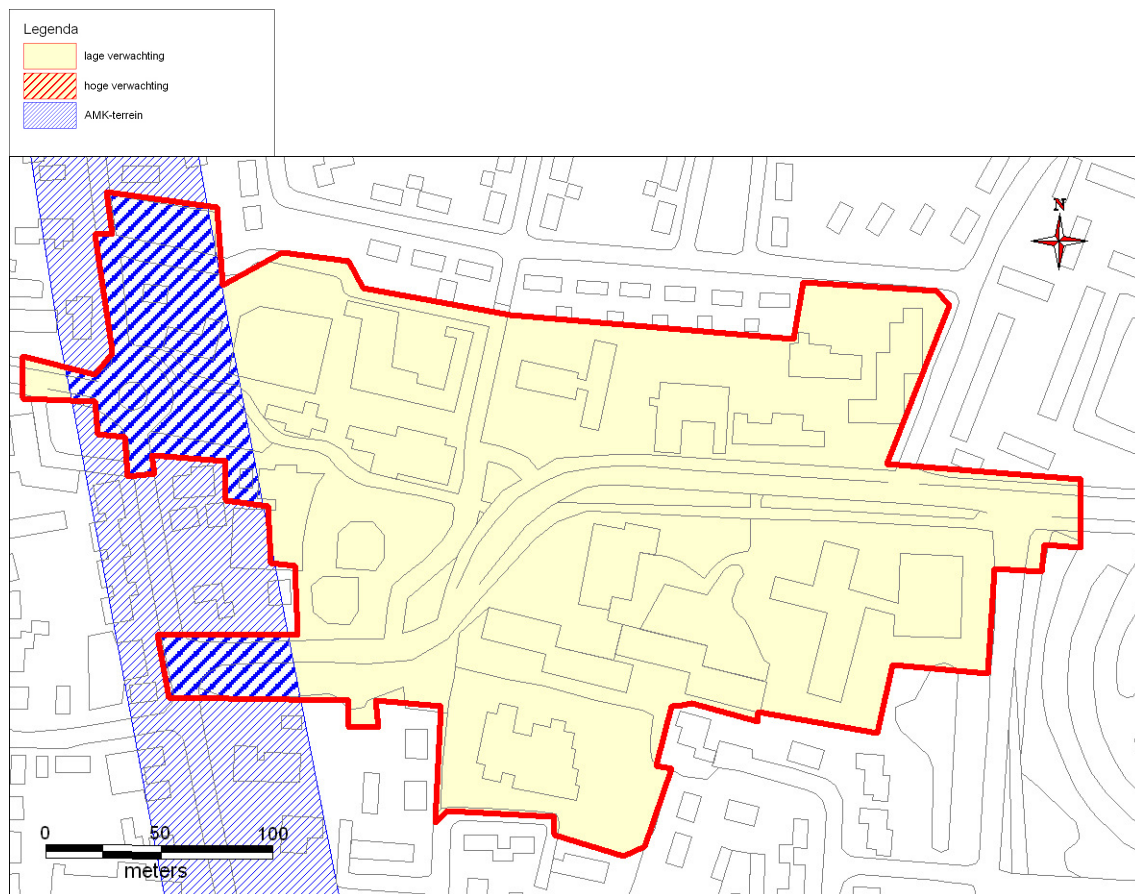 Legenda
lage verwachting
hoge verwachting
AMK-terrein
N
0 50 100
meters